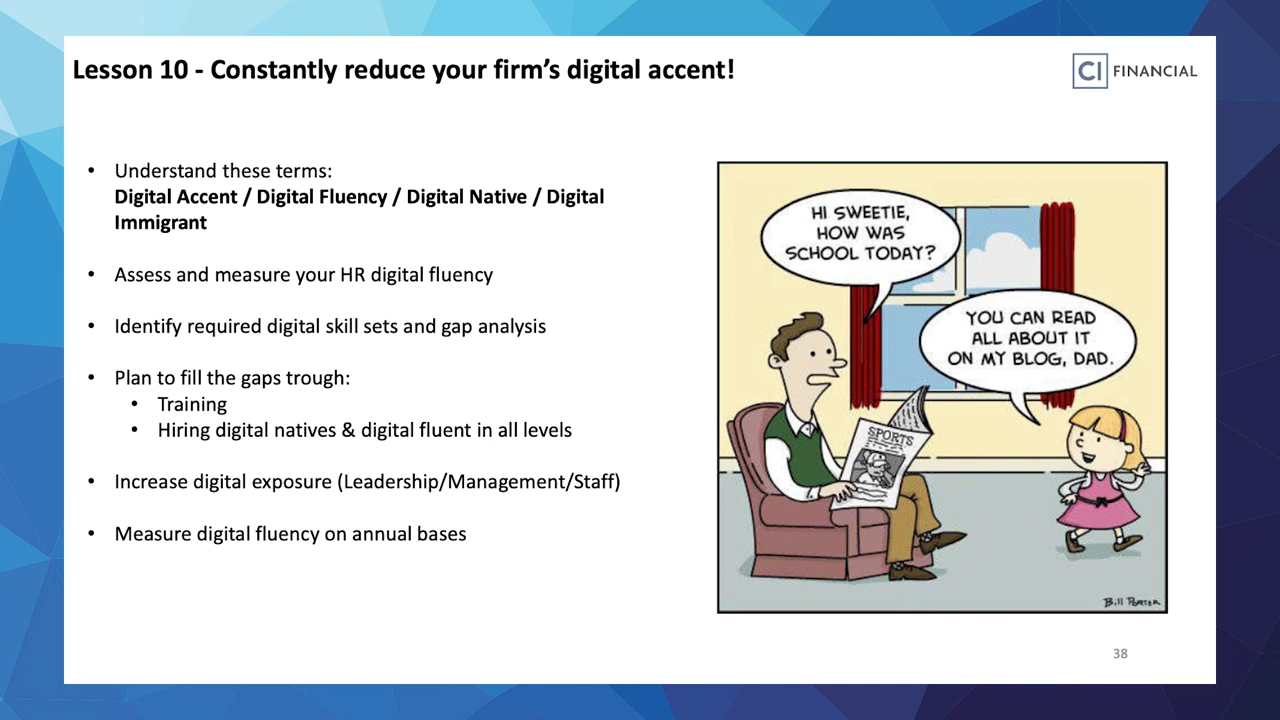 Lesson 10 - Constantly reduce your firm's digital accent!
CI FINANCIAL
• Understand these terms:
Digital Accent / Digital Fluency / Digital Native / Digital
Immigrant
• Assess and measure your HR digital fluency
• Identify required digital skill sets and gap analysis
• Plan to fill the gaps trough:
• Training
• Hiring digital natives & digital fluent in all levels
• Increase digital exposure (Leadership/Management/Staff)
• Measure digital fluency on annual bases
HI SWEETIE,
HOW WAS
SCHOOL TODAY?
YOU CAN READ
ALL ABOUT IT
ON MY BLOG, DAD.
SPORTS
Bill Porter
38